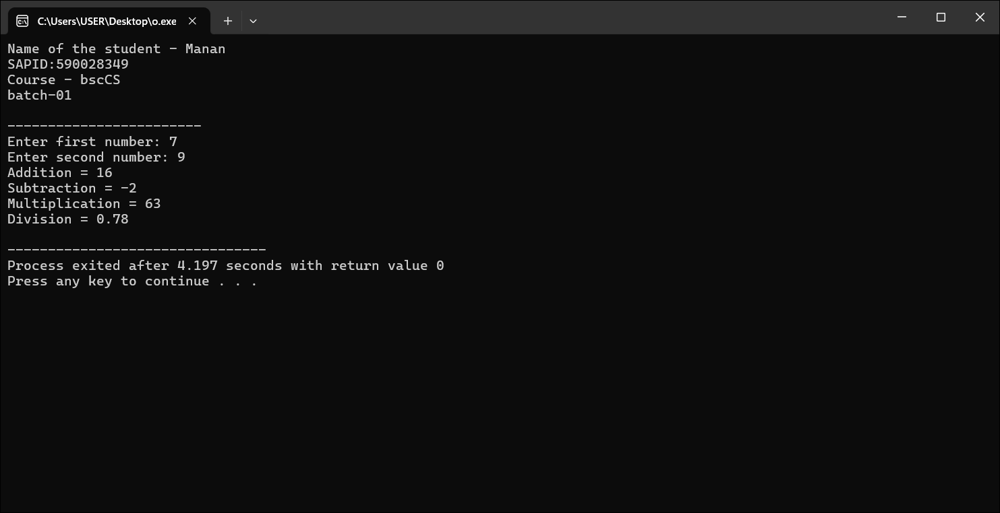 C:\Users\USER\Desktop\o.exe
Name of the student - Manan
SAPID:590028349
Course - bscCS
batch-01
------------------------
Enter first number: 7
Enter second number: 9
Addition = 16
Subtraction = -2
Multiplication = 63
Division = 0.78
--------------------------------
Process exited after 4.197 seconds with return value 0
Press any key to continue . . .